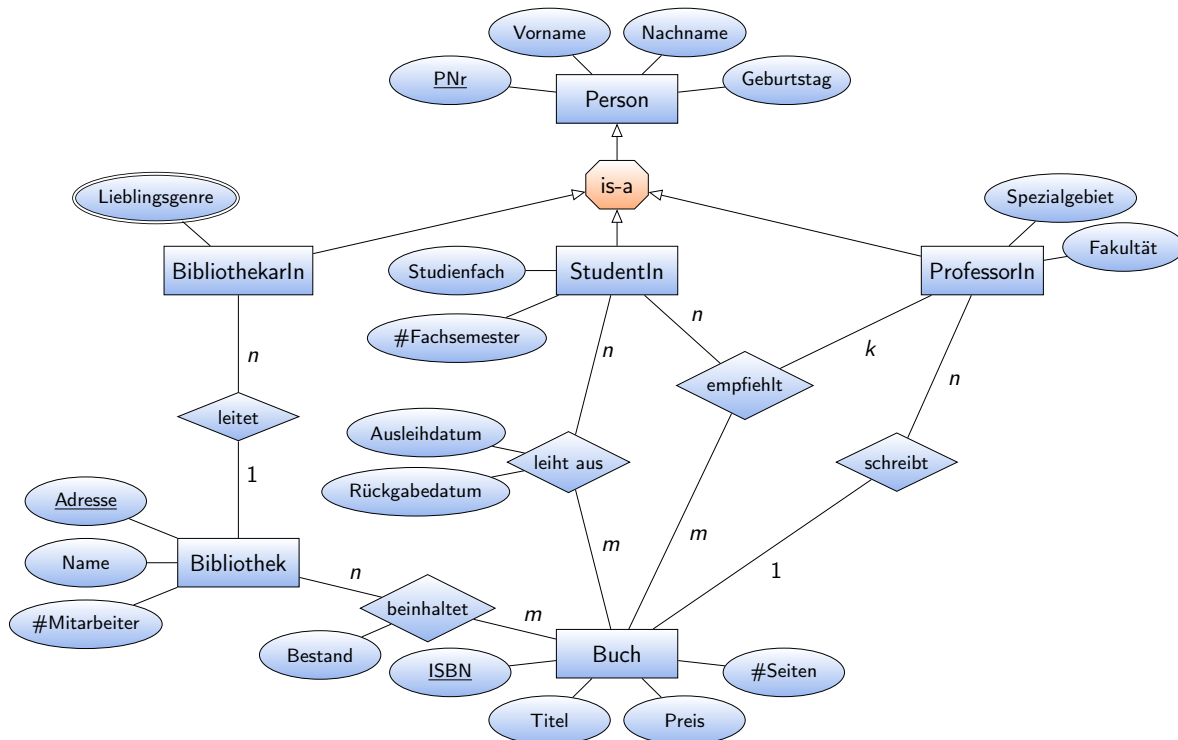 Vorname
Nachname
PNr
Geburtstag
Person
is-a
Lieblingsgenre
Spezialgebiet
Fakultät
BibliothekarIn
Studienfach
StudentIn
ProfessorIn
#Fachsemester
n
n
n
k
n
empfiehlt
leitet
Ausleihdatum
leiht aus
schreibt
Rückgabedatum
1
Adresse
m
m
1
Name
Bibliothek
n
#Mitarbeiter
beinhaltet
m
Bestand
ISBN
Buch
#Seiten
Titel
Preis